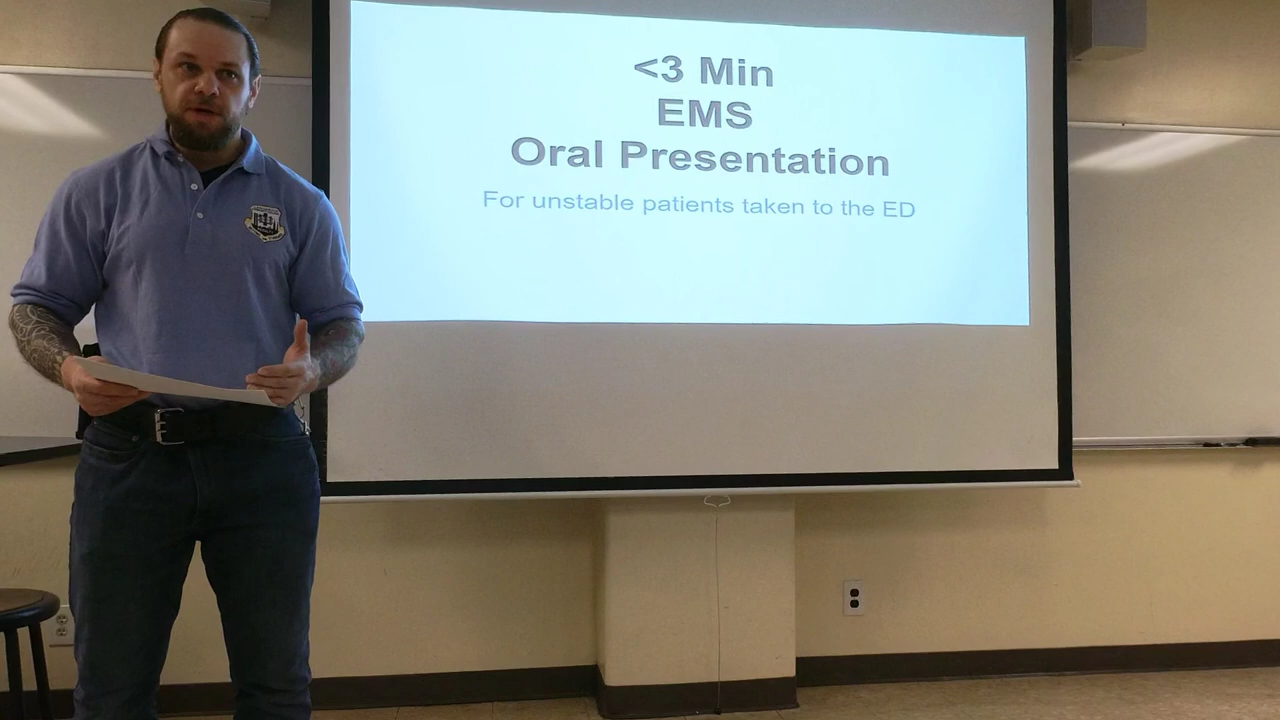 <3 Min
EMS
Oral Presentation
For unstable patients taken to the ED